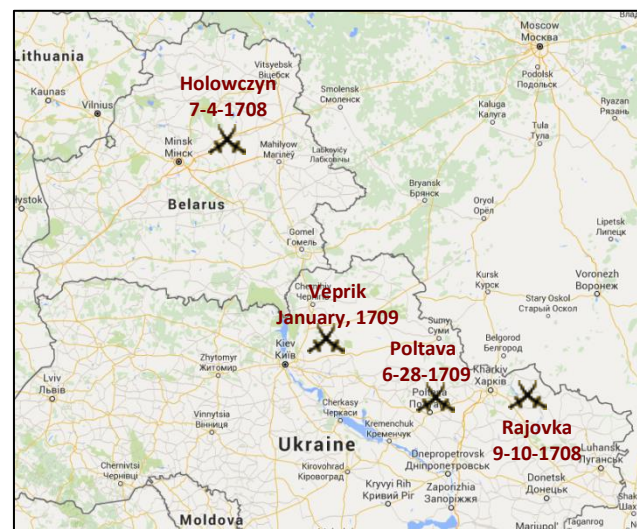 Moscow
Москва
Lithuania
Vitsyebsk
Віцебск
Holowczyn
7-4-1708
Podolsk
Подольск
Kaunas
Smolensk
Смоленск
Vilnius
Kaluga
Калуга
Ryazan
Рязань
Tula
Тула
Minsk
Мінск
Mahilyow
Магілёў
Belarus
Bryansk
Брянск
Oryol
Орёл
Lipetsk
Липецк
Gomel
Гомель
Kursk
Курск
Voronezh
Воронеж
Veprik
January, 1709
Stary Oskol
Старый Оскол
Sumy
Суми
Belgorod
Белгород
Poltava
6-28-1709
Kiev
Київ
Zhytomyr
Житомир
Kharkiv
Харків
Lviv
Львів
Cherkasy
Черкаси
Vinnytsia
Вінниця
Kremenchuk
Кременчук
Rajovka
9-10-1708
Ukraine
Luhansk
Луганськ
Chernivtsi
Чернівці
Dnepropetrovsk
Дніпропетровськ
Kirovohrad
Кіровоград
Donetsk
Донецьк
Kryvyi Rih
Кривий Ріг
Zaporizhia
Запоріжжя
Moldova
Mariupol'
Taganrog